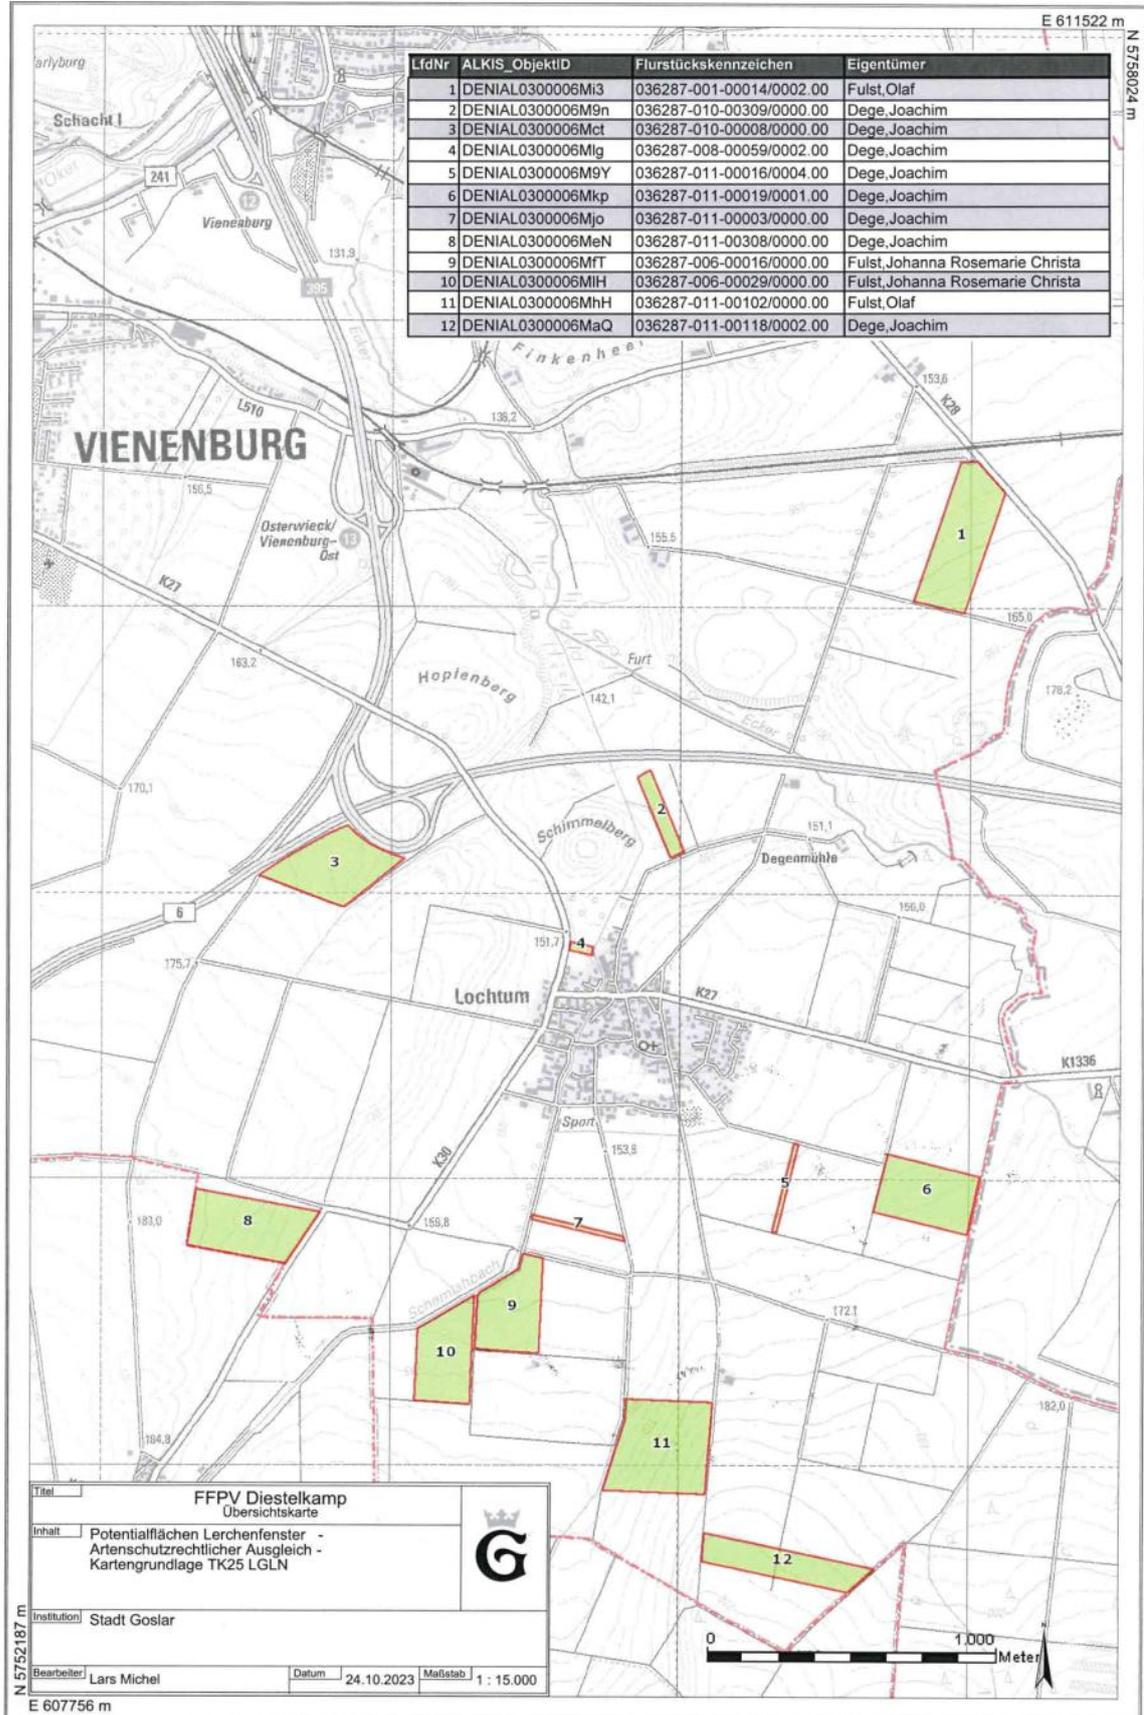 E 611522 m
N 5758024 m
LfdNr ALKIS_ObjektID Flurstückskennzeichen Eigentümer
1 DENIAL0300006Mi3 036287-001-00014/0002.00 Fulst,Olaf
2 DENIAL0300006M9n 036287-010-00309/0000.00 Dege,Joachim
3 DENIAL0300006Mct 036287-010-00008/0000.00 Dege,Joachim
4 DENIAL0300006Mlg 036287-008-00059/0002.00 Dege,Joachim
5 DENIAL0300006M9Y 036287-011-00016/0004.00 Dege,Joachim
6 DENIAL0300006Mkp 036287-011-00019/0001.00 Dege,Joachim
7 DENIAL0300006Mjo 036287-011-00003/0000.00 Dege,Joachim
8 DENIAL0300006MeN 036287-011-00308/0000.00 Dege,Joachim
9 DENIAL0300006MfT 036287-006-00016/0000.00 Fulst,Johanna Rosemarie Christa
10 DENIAL0300006MlH 036287-006-00029/0000.00 Fulst,Johanna Rosemarie Christa
11 DENIAL0300006MhH 036287-011-00102/0000.00 Fulst,Olaf
12 DENIAL0300006MaQ 036287-011-00118/0002.00 Dege,Joachim
arlyburg
Schacht I
Oker
241
12
Vienenburg
131,9
395
Ecker
Finkenheer
138,2
153,6
K28
L510
VIENENBURG
156,5
Osterwieck/
Vienenburg-
Ost
13
155,5
1
K27
165,0
163,2
Hopienberg
Furt
142,1
Ecker
178,2
170,1
2
Schimmelberg
151,1
Degenmühle
3
6
156,0
151,7
4
175,7
Lochtum
K27
K1336
Sport
K30
153,8
5
6
183,0
8
159,8
7
Schamlahbach
9
172,1
10
182,0
11
184,8
12
Titel
FFPV Diestelkamp
Übersichtskarte
Inhalt
Potentialflächen Lerchenfenster -
Artenschutzrechtlicher Ausgleich -
Kartengrundlage TK25 LGLN
G
Institution Stadt Goslar
Bearbeiter Lars Michel
Datum 24.10.2023
Maßstab 1 : 15.000
0 1.000
Meter
N
N 5752187 m
E 607756 m